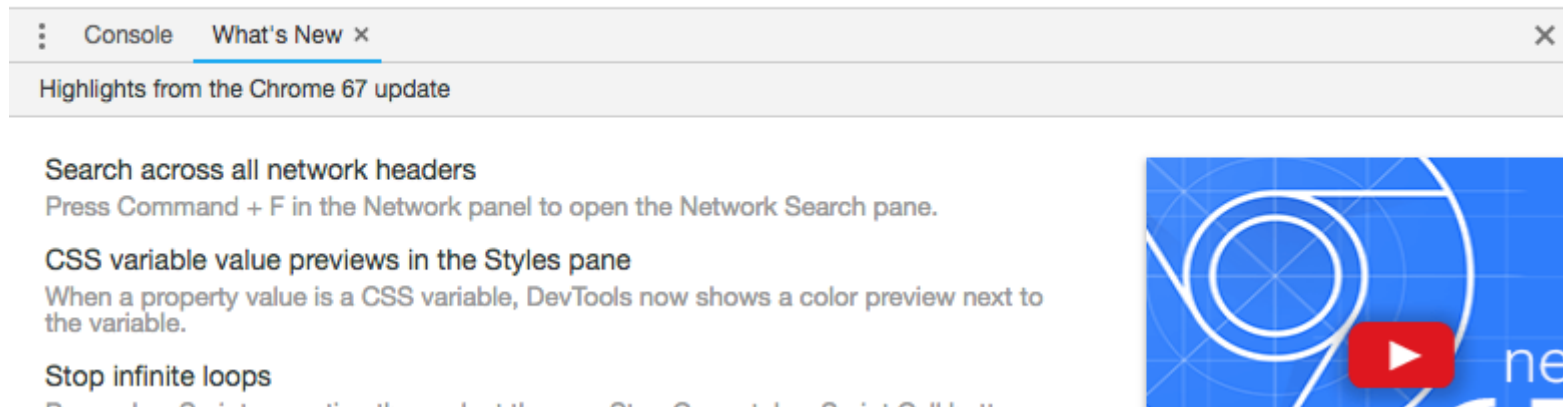 Console What's New ×
Highlights from the Chrome 67 update
Search across all network headers
Press Command + F in the Network panel to open the Network Search pane.
CSS variable value previews in the Styles pane
When a property value is a CSS variable, DevTools now shows a color preview next to
the variable.
Stop infinite loops
ne